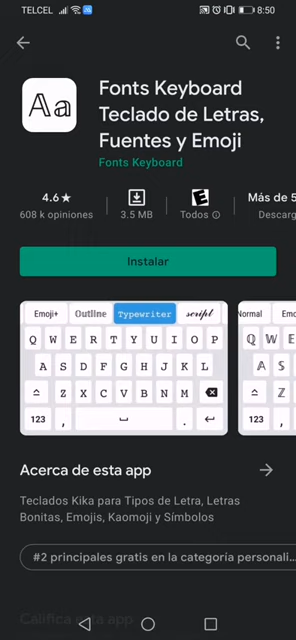 TELCEL 8:50
Aa
Fonts Keyboard
Teclado de Letras,
Fuentes y Emoji
Fonts Keyboard
4.6★ E Más de 5
608 k opiniones 3.5 MB Todos Descarg
Instalar
Emoji+ Outline Typewriter script Normal Emo
Q W E R T Y U I O P ℚ 𝕎 𝔼
A S D F G H J K L 𝔸 𝕊
Z X C V B N M ℤ
123 , . 123 ,
Acerca de esta app
Teclados Kika para Tipos de Letra, Letras
Bonitas, Emojis, Kaomoji y Símbolos
#2 principales gratis en la categoría personali...
Califica esta app